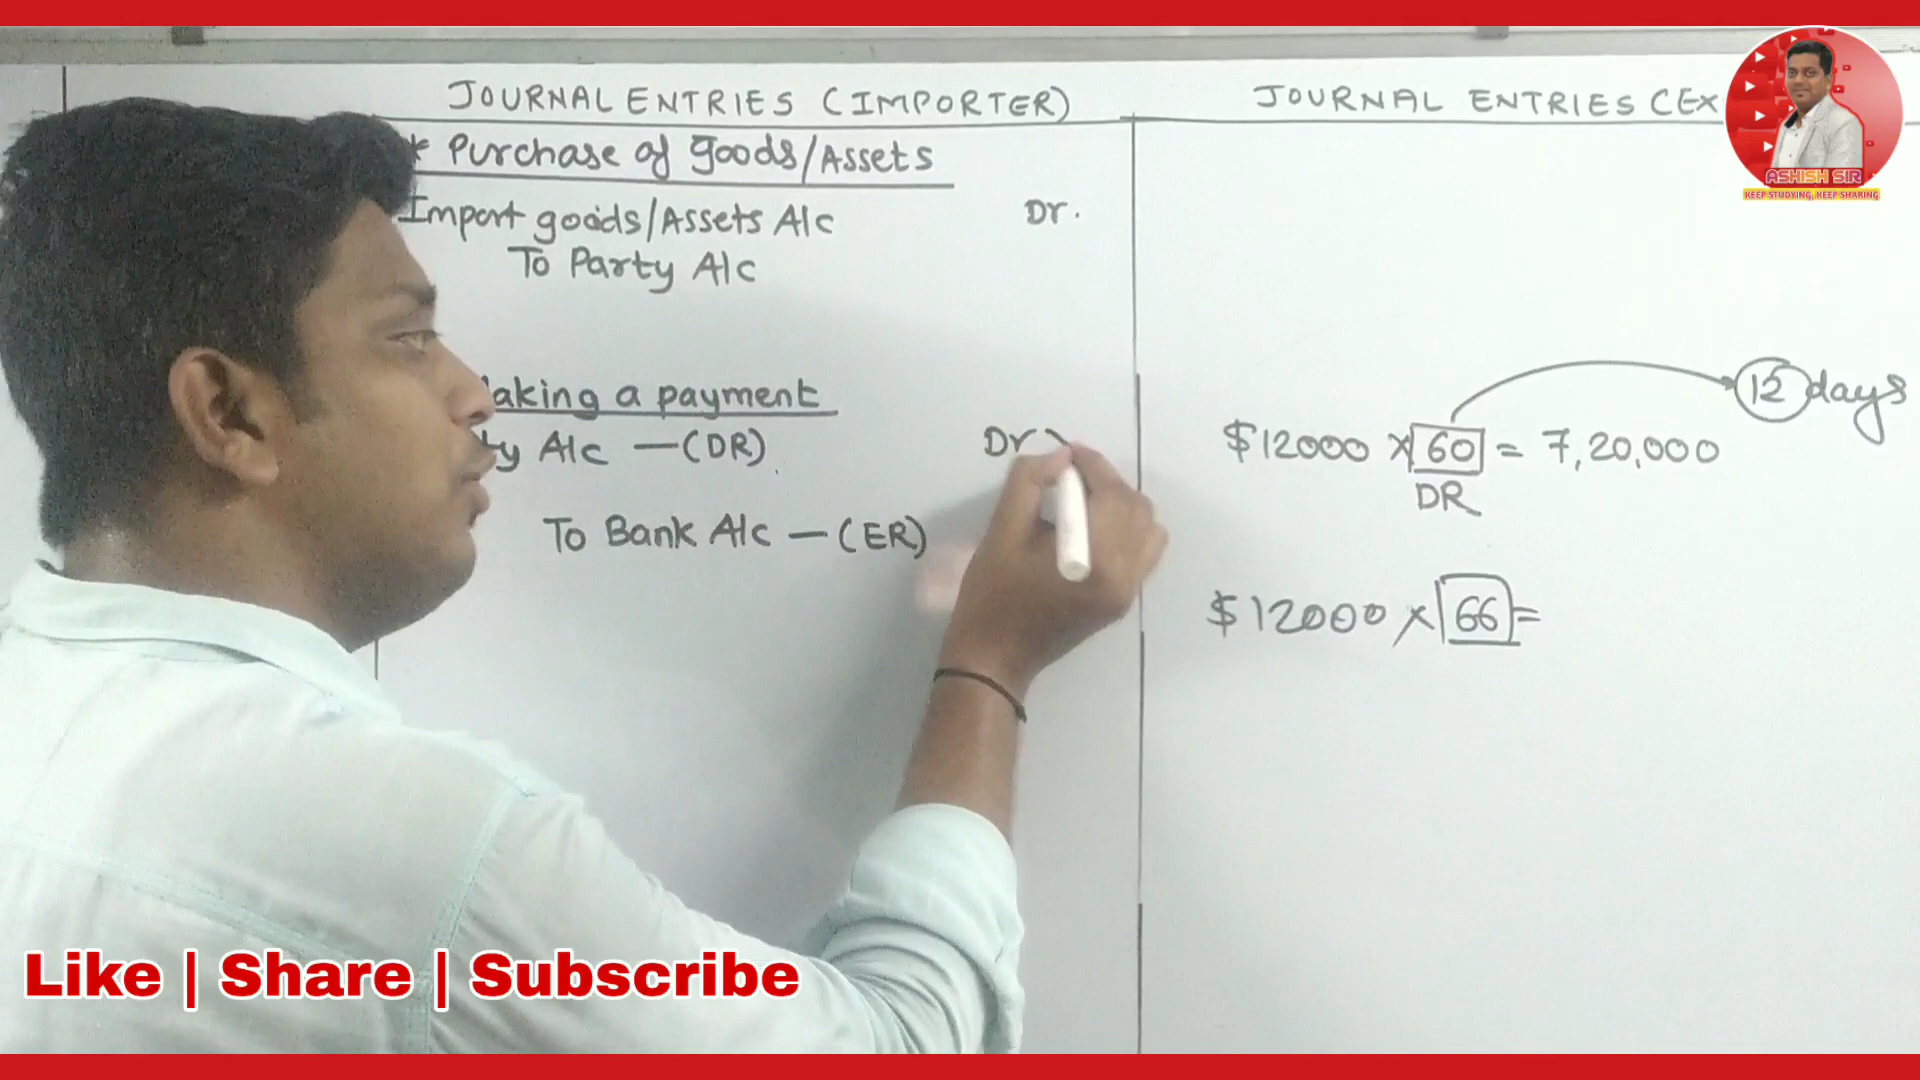 JOURNAL ENTRIES (IMPORTER)
* Purchase of goods/Assets
Import goods/Assets A/c Dr.
To Party A/c
aking a payment
ty A/c — (DR) Dr
To Bank A/c — (ER)
JOURNAL ENTRIES (EX
12 days
$12000 × 60 = 7,20,000
DR
$12000 × 66 =
ASHISH SIR
KEEP STUDYING, KEEP SHARING
Like | Share | Subscribe